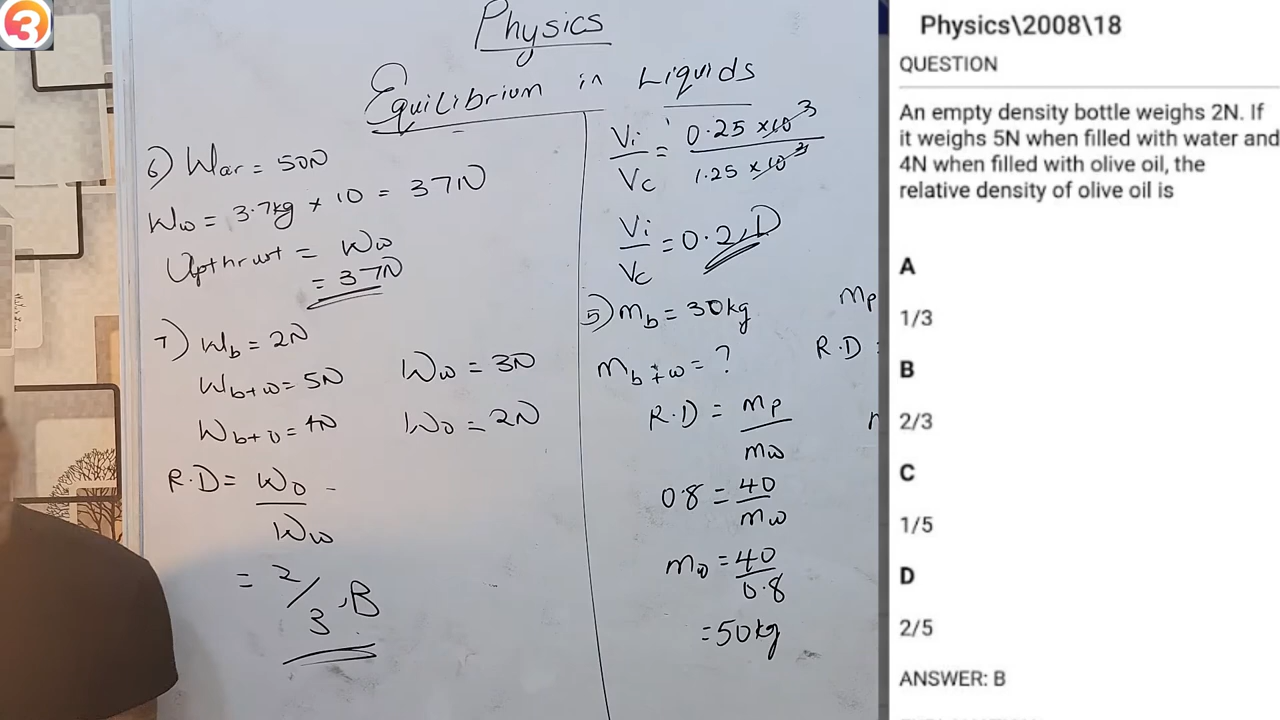 3
Physics
Equilibrium in Liquids
6) War = 50N
Ww = 3.7kg × 10 = 37N
Upthrust = Ww
= 37N
7) Wb = 2N
Wb+w = 5N Ww = 3N
Wb+o = 4N Wo = 2N
R.D = Wo
Ww
= 2/3, B
Vi/Vc = 0.25 × 10³ / 1.25 × 10³
Vi/Vc = 0.2, D
5) mb = 30kg mp
mb+w = ? R.D =
R.D = mp
mw
0.8 = 40
mw
mw = 40
0.8
= 50kg
Physics\2008\18
QUESTION
An empty density bottle weighs 2N. If
it weighs 5N when filled with water and
4N when filled with olive oil, the
relative density of olive oil is
A
1/3
B
2/3
C
1/5
D
2/5
ANSWER: B